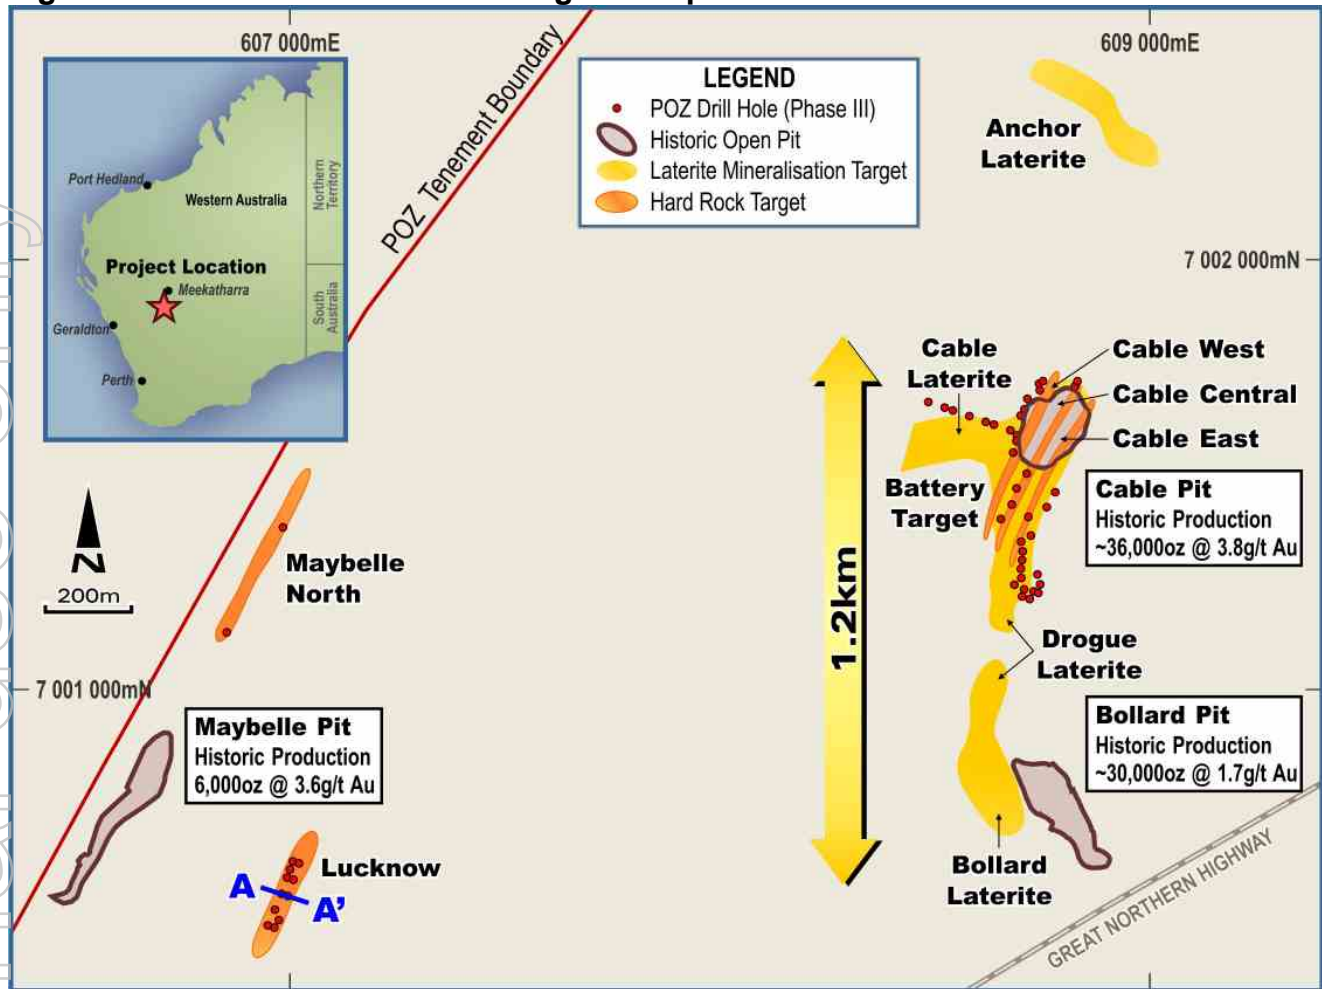 607 000mE
609 000mE
POZ Tenement Boundary
LEGEND
POZ Drill Hole (Phase III)
Historic Open Pit
Laterite Mineralisation Target
Hard Rock Target
Anchor
Laterite
7 002 000mN
Port Hedland
Western Australia
Northern
Territory
Project Location
Meekatharra
South
Australia
Geraldton
Perth
Cable
Laterite
Cable West
Cable Central
Cable East
Battery
Target
Cable Pit
Historic Production
~36,000oz @ 3.8g/t Au
N
200m
Maybelle
North
1.2km
Drogue
Laterite
7 001 000mN
Maybelle Pit
Historic Production
6,000oz @ 3.6g/t Au
Bollard Pit
Historic Production
~30,000oz @ 1.7g/t Au
Lucknow
A
A'
Bollard
Laterite
GREAT NORTHERN HIGHWAY